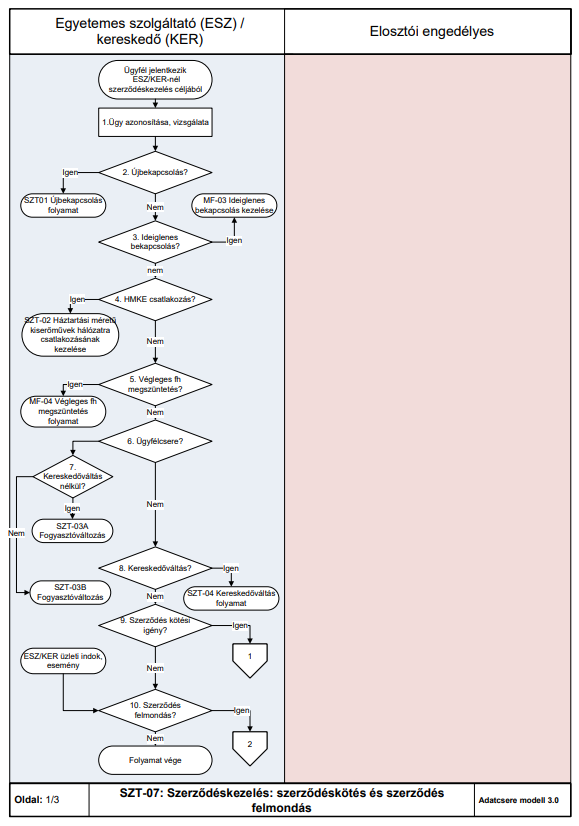 Egyetemes szolgáltató (ESZ) /
kereskedő (KER)
Elosztói engedélyes
Ügyfél jelentkezik
ESZ/KER-nél
szerződéskezelés céljából
1.Ügy azonosítása, vizsgálata
2. Újbekapcsolás?
Igen
SZT01 Újbekapcsolás
folyamat
Nem
MF-03 Ideiglenes
bekapcsolás kezelése
3. Ideiglenes
bekapcsolás?
Igen
nem
4. HMKE csatlakozás?
Igen
SZT-02 Háztartási méretű
kiserőművek hálózatra
csatlakozásának
kezelése
Nem
5. Végleges fh
megszüntetés?
Igen
MF-04 Végleges fh
megszüntetés
folyamat
Nem
6. Ügyfélcsere?
7.
Kereskedőváltás
nélkül?
Igen
Nem
SZT-03A
Fogyasztóváltozás
Nem
8. Kereskedőváltás?
Igen
SZT-03B
Fogyasztóváltozás
SZT-04 Kereskedőváltás
folyamat
Nem
9. Szerződés kötési
igény?
Igen
1
ESZ/KER üzleti indok,
esemény
Nem
10. Szerződés
felmondás?
Igen
2
Nem
Folyamat vége
Oldal: 1/3
SZT-07: Szerződéskezelés: szerződéskötés és szerződés
felmondás
Adatcsere modell 3.0